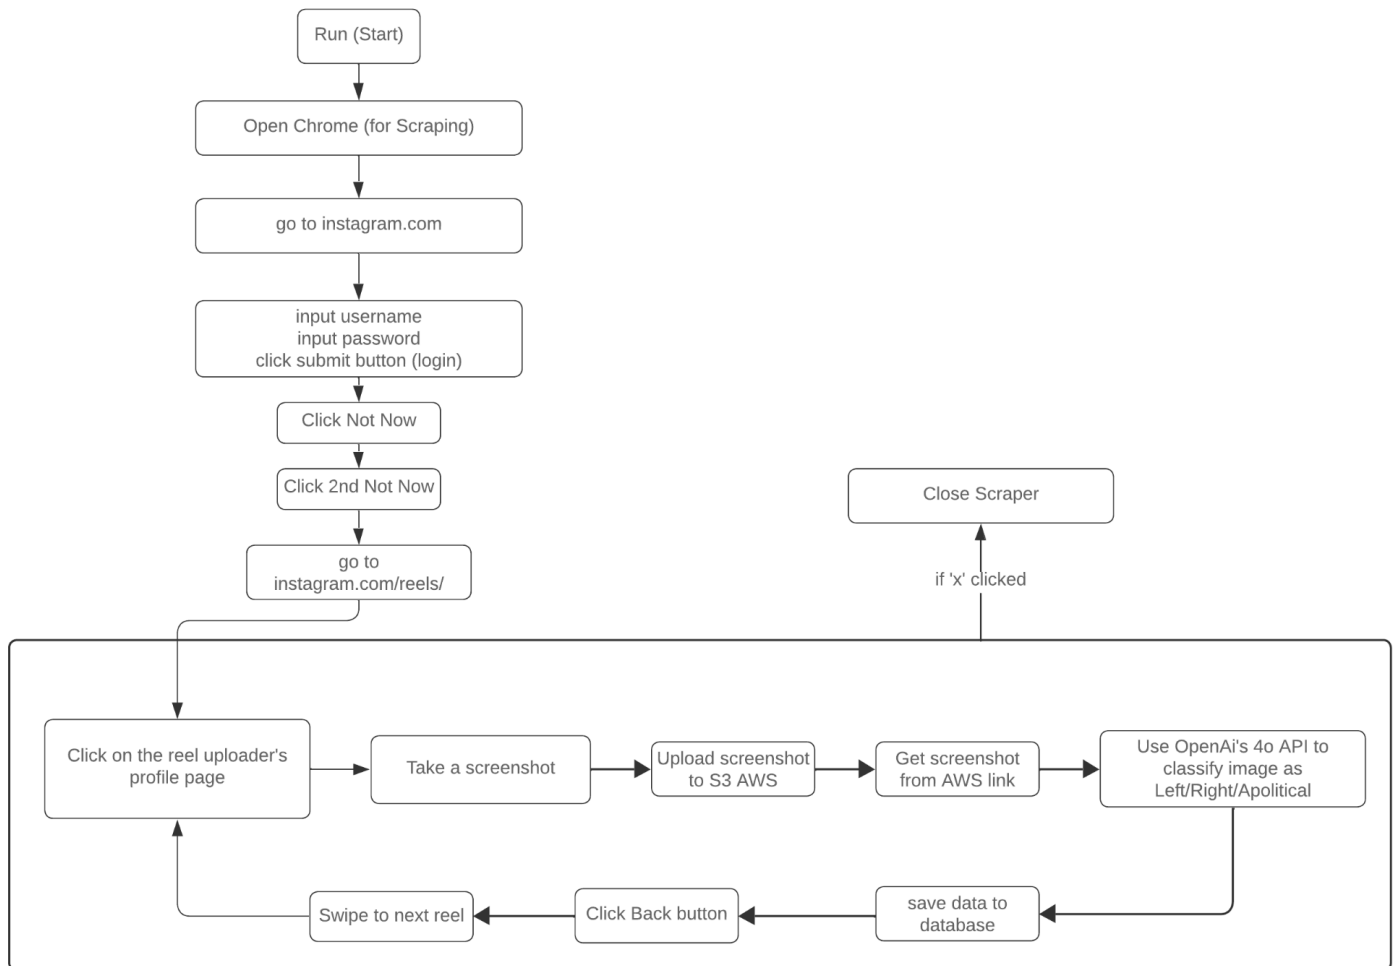 Run (Start)
Open Chrome (for Scraping)
go to instagram.com
input username
input password
click submit button (login)
Click Not Now
Click 2nd Not Now
go to
instagram.com/reels/
Close Scraper
if 'x' clicked
Click on the reel uploader's
profile page
Take a screenshot
Upload screenshot
to S3 AWS
Get screenshot
from AWS link
Use OpenAi's 4o API to
classify image as
Left/Right/Apolitical
save data to
database
Click Back button
Swipe to next reel